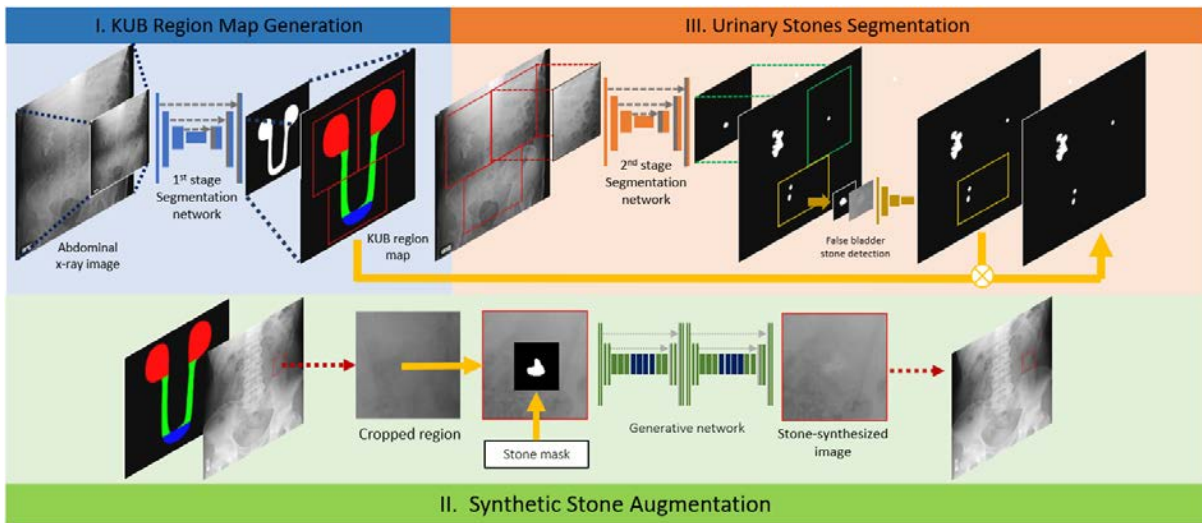 I. KUB Region Map Generation
III. Urinary Stones Segmentation
1st stage
Segmentation
network
Abdominal
x-ray image
KUB region
map
2nd stage
Segmentation
network
False bladder
stone detection
Cropped region
Stone mask
Generative network
Stone-synthesized
image
II. Synthetic Stone Augmentation